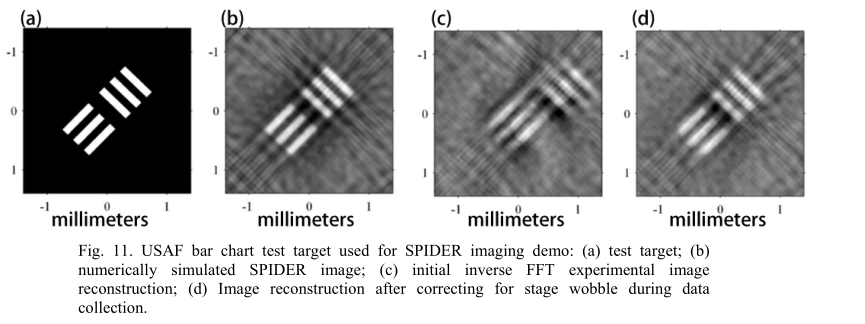 (a) (b) (c) (d)
-1 -1 -1 -1
0 0 0 0
1 1 1 1
-1 0 1 -1 0 1 -1 0 1 -1 0 1
millimeters millimeters millimeters millimeters
Fig. 11. USAF bar chart test target used for SPIDER imaging demo: (a) test target; (b)
numerically simulated SPIDER image; (c) initial inverse FFT experimental image
reconstruction; (d) Image reconstruction after correcting for stage wobble during data
collection.